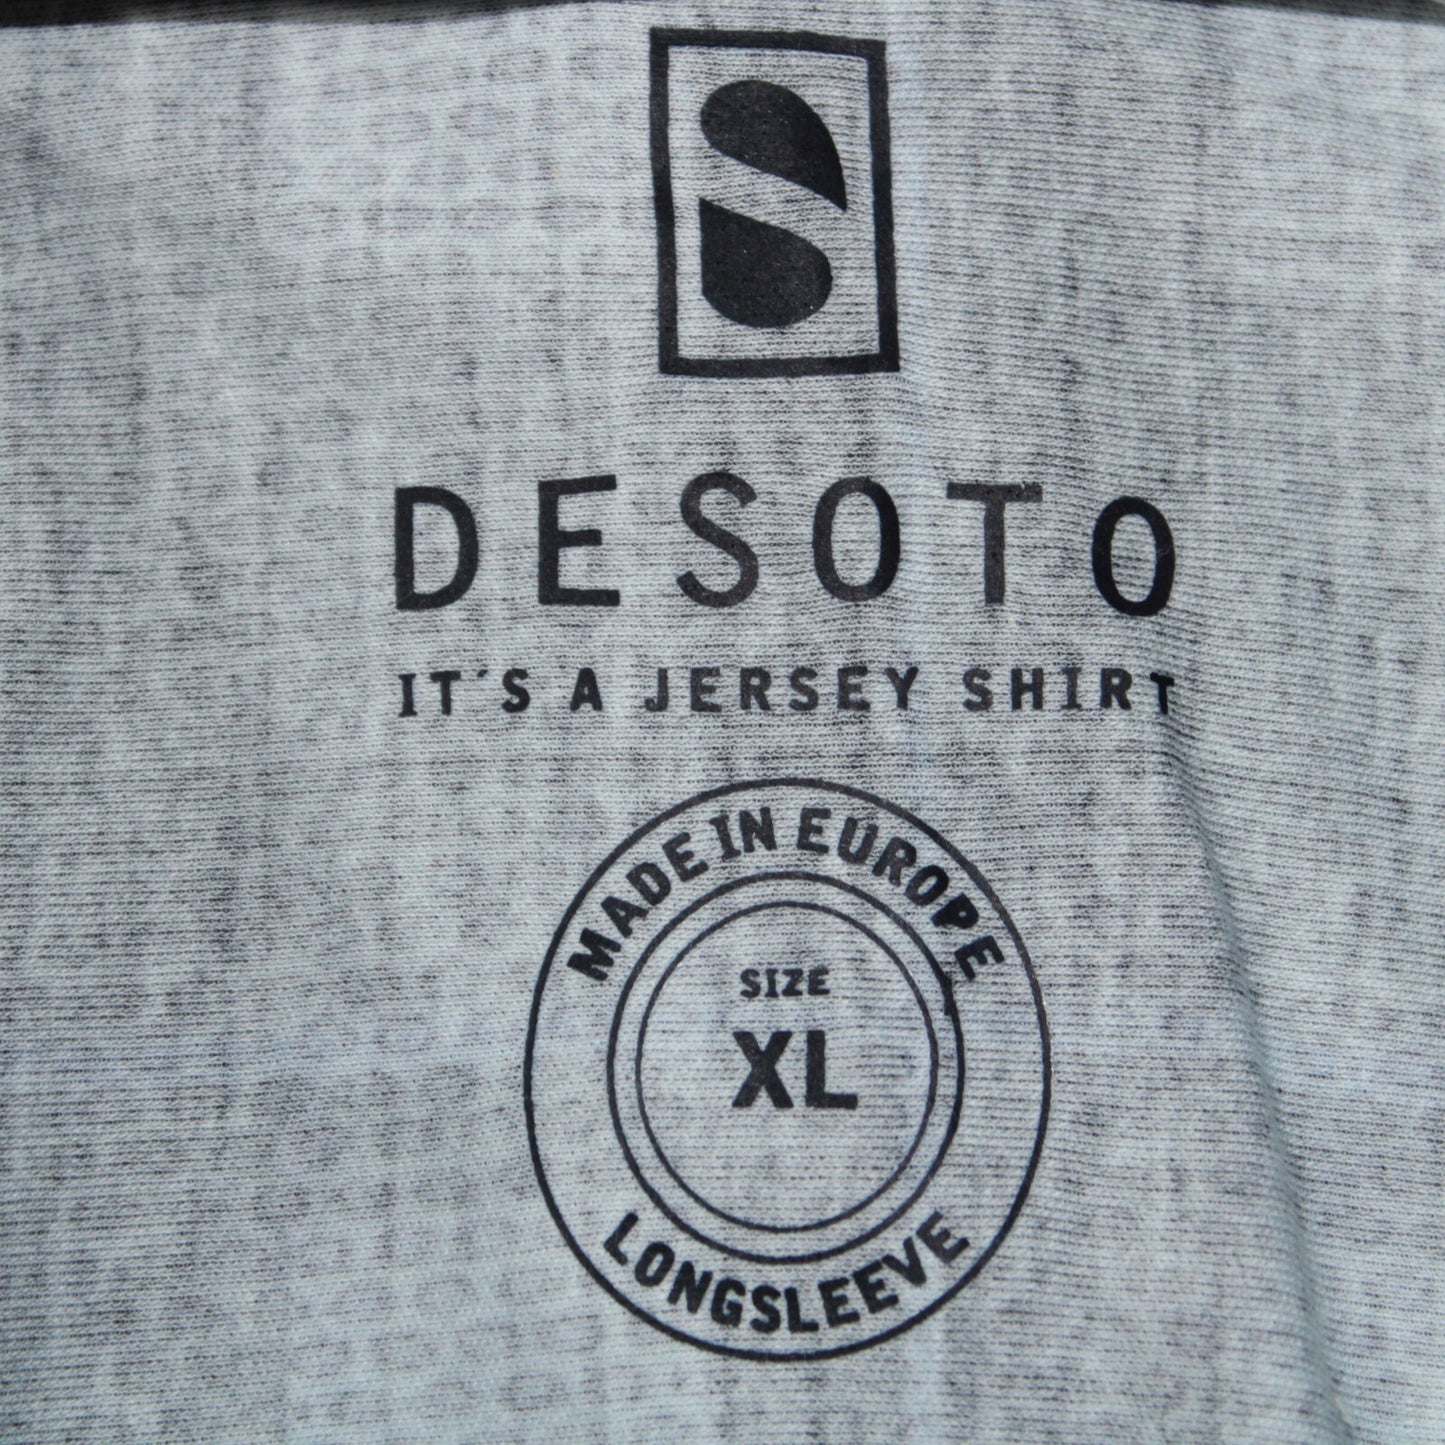 S
DESOTO
IT'S A JERSEY SHIRT
MADE IN EUROPE
SIZE
XL
LONGSLEEVE